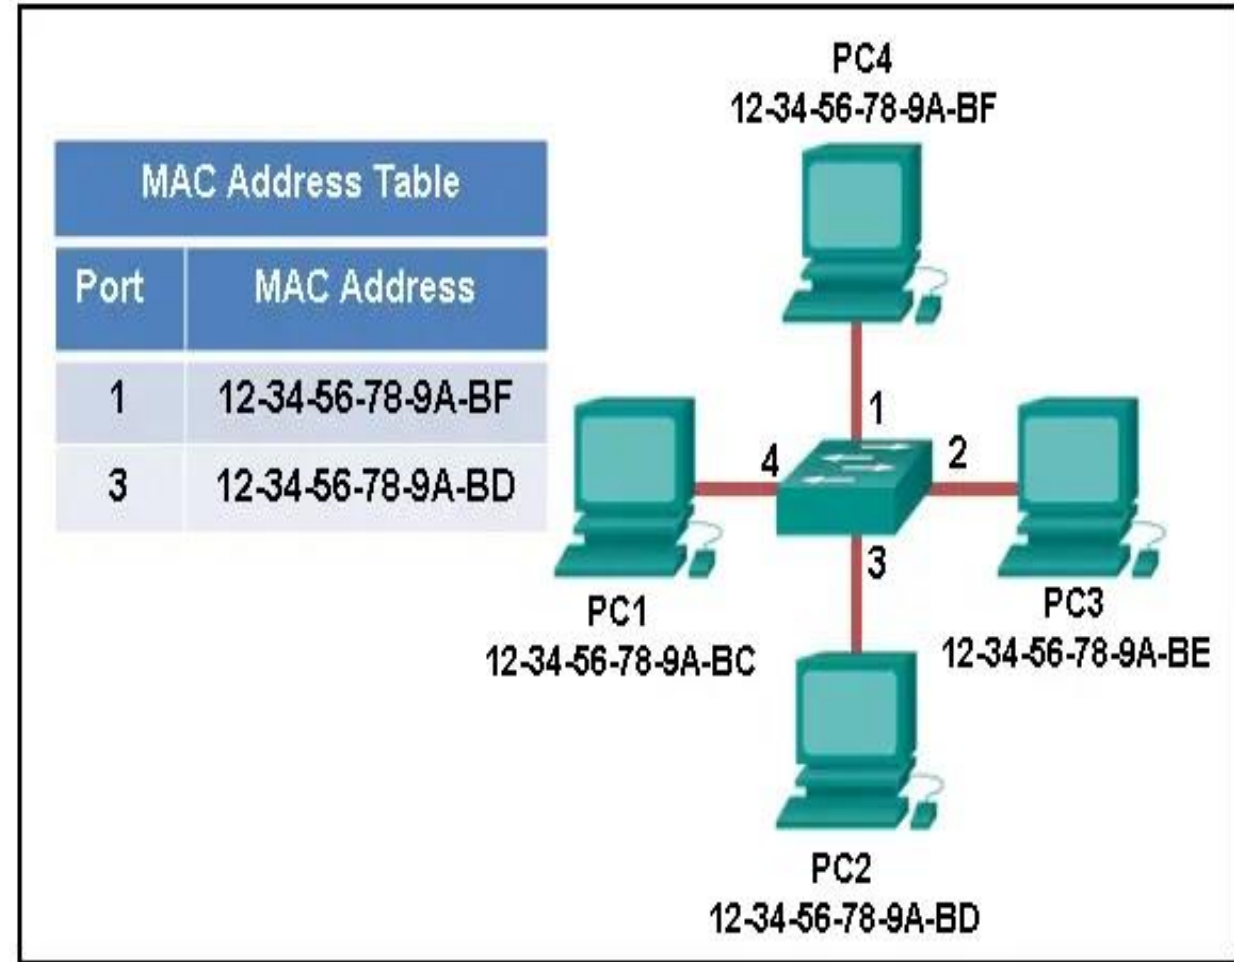 PC4
12-34-56-78-9A-BF
MAC Address Table
Port MAC Address
1 12-34-56-78-9A-BF
3 12-34-56-78-9A-BD
1
4
2
3
PC1
12-34-56-78-9A-BC
PC3
12-34-56-78-9A-BE
PC2
12-34-56-78-9A-BD